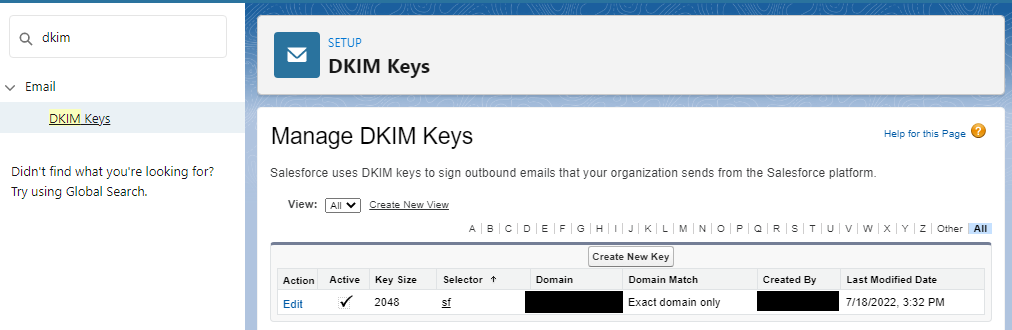 dkim
Email
DKIM Keys
Didn't find what you're looking for?
Try using Global Search.
SETUP
DKIM Keys
Manage DKIM Keys
Help for this Page ?
Salesforce uses DKIM keys to sign outbound emails that your organization sends from the Salesforce platform.
View: All Create New View
A | B | C | D | E | F | G | H | I | J | K | L | M | N | O | P | Q | R | S | T | U | V | W | X | Y | Z | Other All
Create New Key
Action Active Key Size Selector ↑ Domain Domain Match Created By Last Modified Date
Edit ✓ 2048 sf Exact domain only 7/18/2022, 3:32 PM